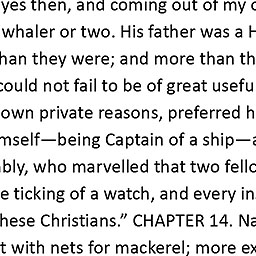 yes then, and coming out of my
whaler or two. His father was a
han they were; and more than th
could not fail to be of great usefu
own private reasons, preferred h
mself—being Captain of a ship—
bly, who marvelled that two fello
e ticking of a watch, and every in
hese Christians.” CHAPTER 14. Na
t with nets for mackerel; more ex